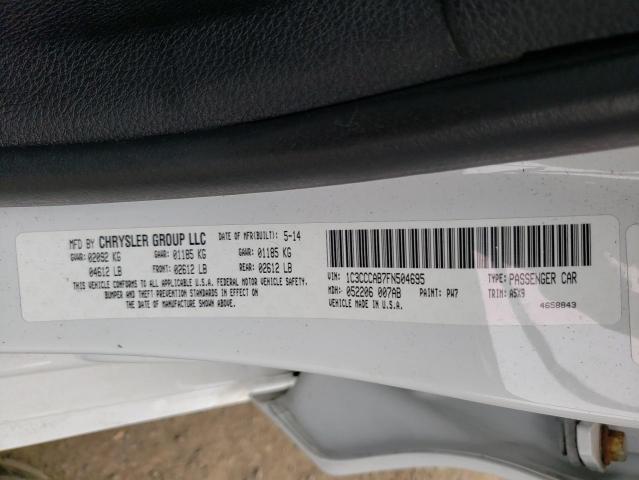 MFD BY CHRYSLER GROUP LLC DATE OF MFR(BUILT): 5-14
GVWR: 02092 KG GAWR: 01185 KG GAWR: 01185 KG
04612 LB FRONT: 02612 LB REAR: 02612 LB
THIS VEHICLE CONFORMS TO ALL APPLICABLE U.S.A. FEDERAL MOTOR VEHICLE SAFETY,
BUMPER AND THEFT PREVENTION STANDARDS IN EFFECT ON
THE DATE OF MANUFACTURE SHOWN ABOVE.
VIN: 1C3CCCAB7FN504695 TYPE: PASSENGER CAR
MDH: 052206 007AB PAINT: PW7 TRIM: A5X9
VEHICLE MADE IN U.S.A. 4658843